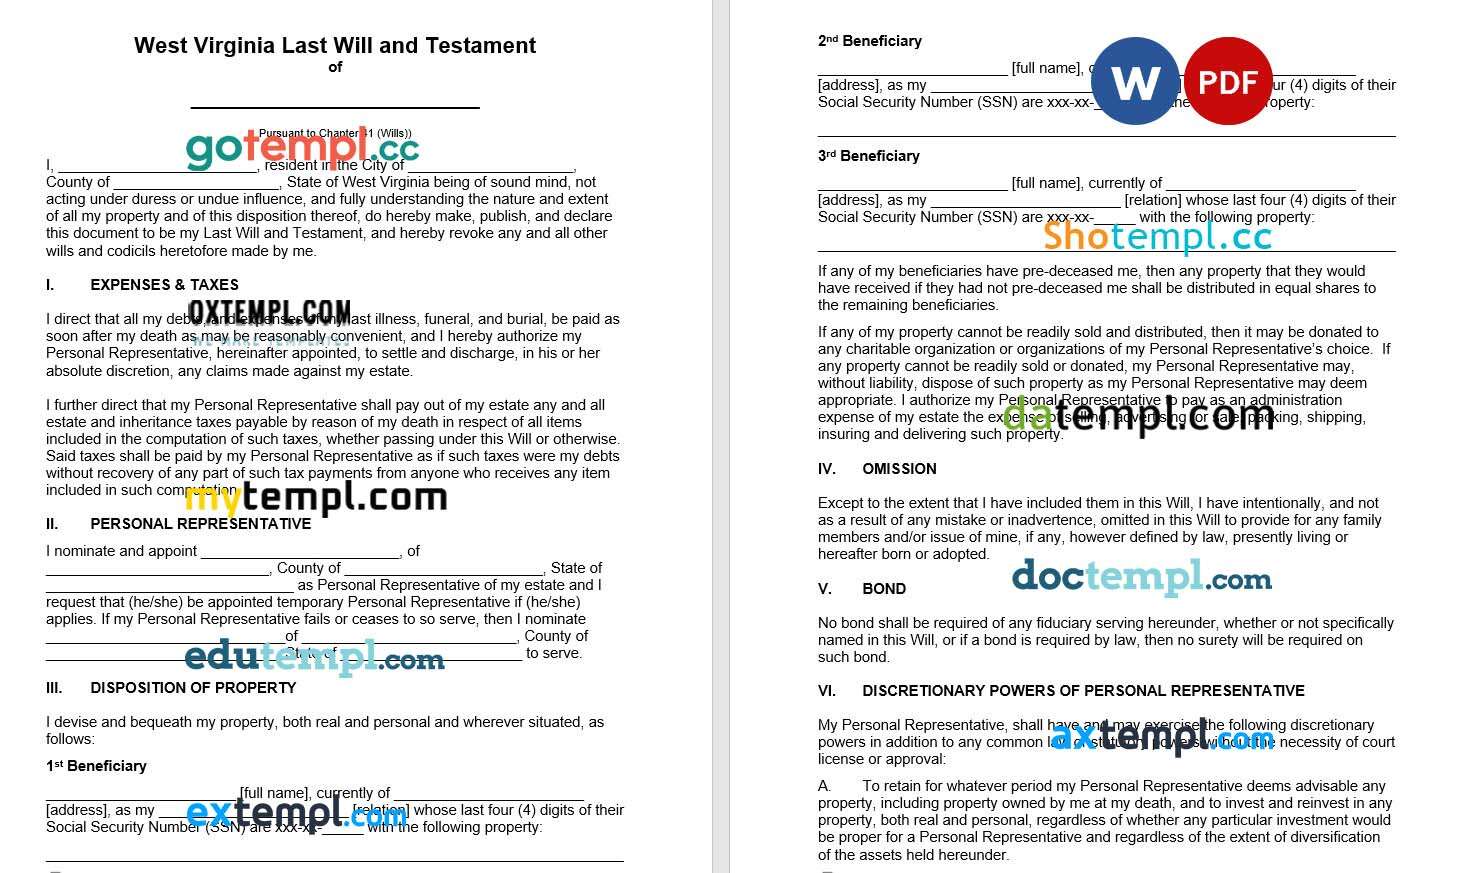 West Virginia Last Will and Testament
of
Pursuant to Chapter 41 (Wills))
gotempl.cc
I, ________________________, resident in the City of ____________________,
County of ____________________, State of West Virginia being of sound mind, not
acting under duress or undue influence, and fully understanding the nature and extent
of all my property and of this disposition thereof, do hereby make, publish, and declare
this document to be my Last Will and Testament, and hereby revoke any and all other
wills and codicils heretofore made by me.
I. EXPENSES & TAXES
OXTEMPL.COM
I direct that all my debts, and expenses of my last illness, funeral, and burial, be paid as
soon after my death as may be reasonably convenient, and I hereby authorize my
WE MAKE TEMPLATES
Personal Representative, hereinafter appointed, to settle and discharge, in his or her
absolute discretion, any claims made against my estate.
I further direct that my Personal Representative shall pay out of my estate any and all
estate and inheritance taxes payable by reason of my death in respect of all items
included in the computation of such taxes, whether passing under this Will or otherwise.
Said taxes shall be paid by my Personal Representative as if such taxes were my debts
without recovery of any part of such tax payments from anyone who receives any item
included in such computation.
mytempl.com
II. PERSONAL REPRESENTATIVE
I nominate and appoint ________________________, of
___________________________, County of ________________________, State of
______________________________ as Personal Representative of my estate and I
request that (he/she) be appointed temporary Personal Representative if (he/she)
applies. If my Personal Representative fails or ceases to so serve, then I nominate
_____________________________of __________________________, County of
____________________________ State of ______________________ to serve.
edutempl.com
III. DISPOSITION OF PROPERTY
I devise and bequeath my property, both real and personal and wherever situated, as
follows:
1st Beneficiary
_______________________ [full name], currently of _______________________
[address], as my _______________________ [relation] whose last four (4) digits of their
Social Security Number (SSN) are xxx-xx-_____ with the following property:
extempl.com
2nd Beneficiary
_______________________ [full name],
[address], as my ____________________ur (4) digits of their
Social Security Number (SSN) are xxx-xx-_ the operty:
W
PDF
3rd Beneficiary
_______________________ [full name], currently of _______________________
[address], as my _______________________ [relation] whose last four (4) digits of their
Social Security Number (SSN) are xxx-xx-_____ with the following property:
Shotempl.cc
If any of my beneficiaries have pre-deceased me, then any property that they would
have received if they had not pre-deceased me shall be distributed in equal shares to
the remaining beneficiaries.
If any of my property cannot be readily sold and distributed, then it may be donated to
any charitable organization or organizations of my Personal Representative's choice. If
any property cannot be readily sold or donated, my Personal Representative may,
without liability, dispose of such property as my Personal Representative may deem
appropriate. I authorize my Personal Representative to pay as an administration
expense of my estate the expense of selling, advertising for sale, packing, shipping,
insuring and delivering such property.
datempl.com
IV. OMISSION
Except to the extent that I have included them in this Will, I have intentionally, and not
as a result of any mistake or inadvertence, omitted in this Will to provide for any family
members and/or issue of mine, if any, however defined by law, presently living or
hereafter born or adopted.
doctempl.com
V. BOND
No bond shall be required of any fiduciary serving hereunder, whether or not specifically
named in this Will, or if a bond is required by law, then no surety will be required on
such bond.
VI. DISCRETIONARY POWERS OF PERSONAL REPRESENTATIVE
My Personal Representative, shall have and may exercise the following discretionary
powers in addition to any common law or statutory powers without the necessity of court
license or approval:
axtempl.com
A. To retain for whatever period my Personal Representative deems advisable any
property, including property owned by me at my death, and to invest and reinvest in any
property, both real and personal, regardless of whether any particular investment would
be proper for a Personal Representative and regardless of the extent of diversification
of the assets held hereunder.